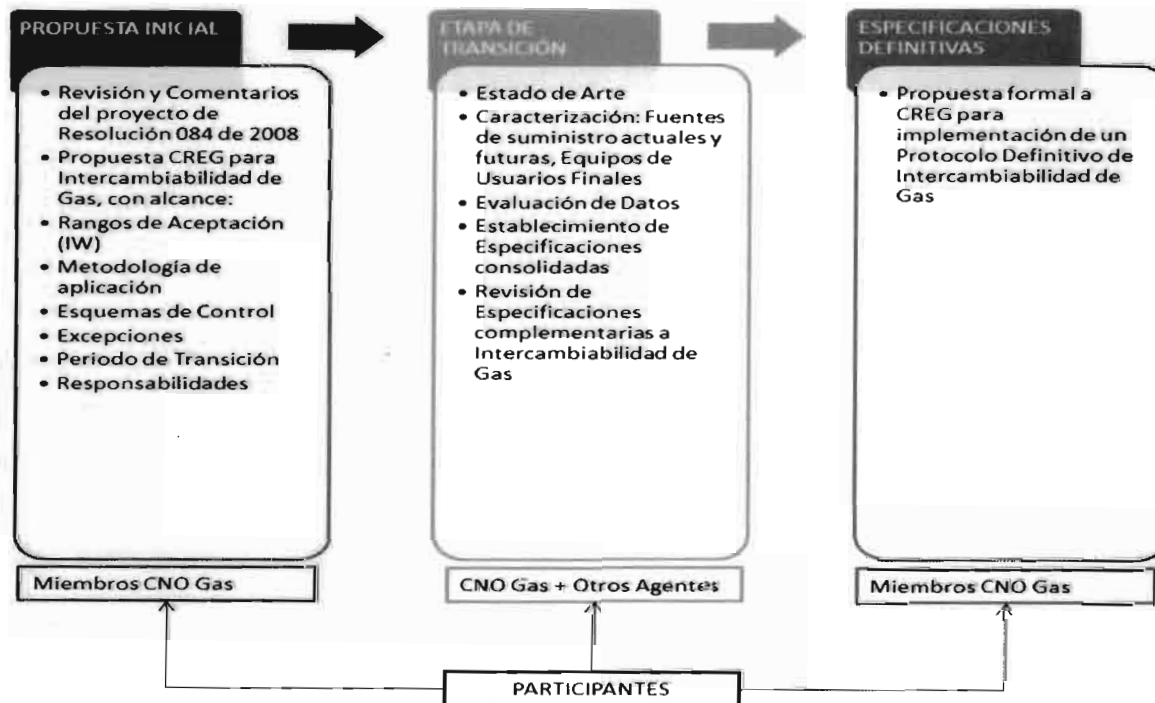 PROPUESTA INICIAL
• Revisión y Comentarios
del proyecto de
Resolución 084 de 2008
• Propuesta CREG para
Intercambiabilidad de
Gas, con alcance:
• Rangos de Aceptación
(IW)
• Metodología de
aplicación
• Esquemas de Control
• Excepciones
• Periodo de Transición
• Responsabilidades
Miembros CNO Gas
ETAPA DE
TRANSICIÓN
• Estado de Arte
• Caracterización: Fuentes
de suministro actuales y
futuras, Equipos de
Usuarios Finales
• Evaluación de Datos
• Establecimiento de
Especificaciones
consolidadas
• Revisión de
Especificaciones
complementarias a
Intercambiabilidad de
Gas
CNO Gas + Otros Agentes
ESPECIFICACIONES
DEFINITIVAS
• Propuesta formal a
CREG para
implementación de un
Protocolo Definitivo de
Intercambiabilidad de
Gas
Miembros CNO Gas
PARTICIPANTES